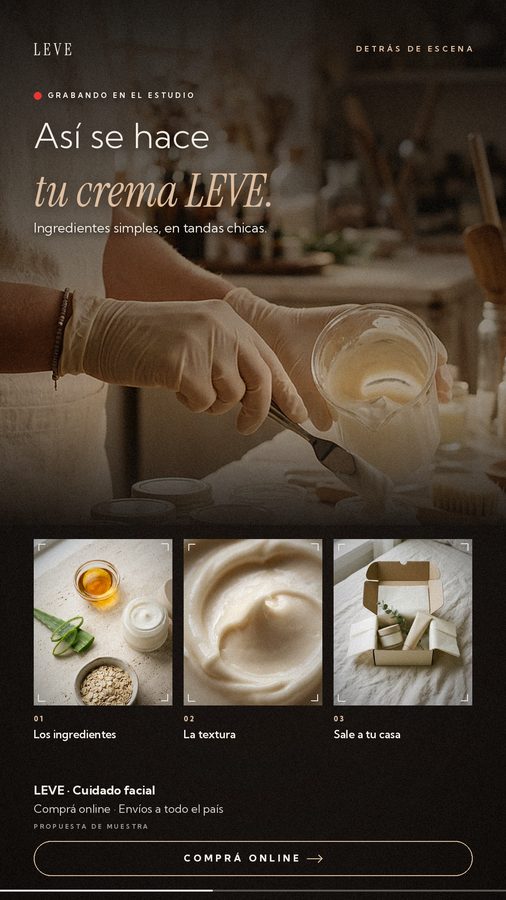 LEVE
DETRÁS DE ESCENA
GRABANDO EN EL ESTUDIO
Así se hace
tu crema LEVE.
Ingredientes simples, en tandas chicas.
01
Los ingredientes
02
La textura
03
Sale a tu casa
LEVE · Cuidado facial
Comprá online · Envíos a todo el país
PROPUESTA DE MUESTRA
COMPRÁ ONLINE →